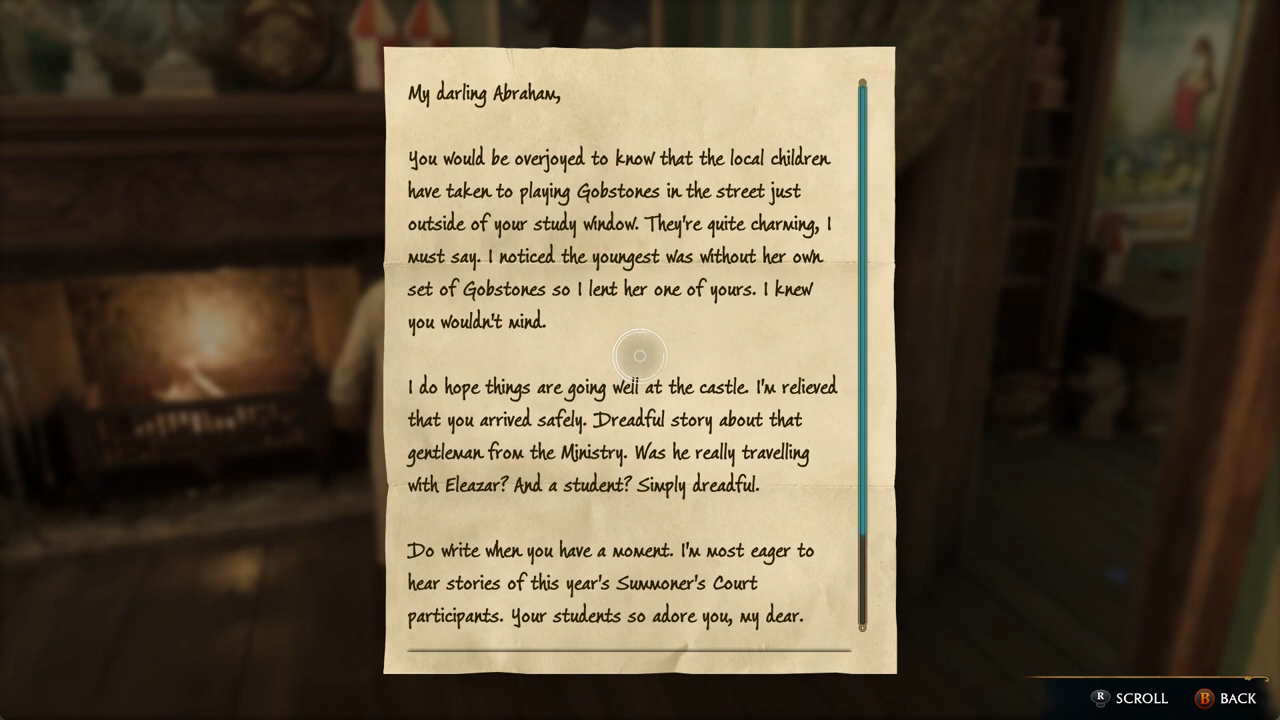 My darling Abraham,
You would be overjoyed to know that the local children
have taken to playing Gobstones in the street just
outside of your study window. They're quite charming, I
must say. I noticed the youngest was without her own
set of Gobstones so I lent her one of yours. I knew
you wouldn't mind.
I do hope things are going well at the castle. I'm relieved
that you arrived safely. Dreadful story about that
gentleman from the Ministry. Was he really travelling
with Eleazar? And a student? Simply dreadful.
Do write when you have a moment. I'm most eager to
hear stories of this year's Summoner's Court
participants. Your students so adore you, my dear.
R SCROLL B BACK